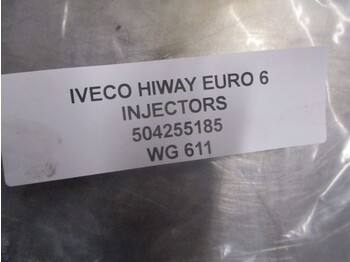 IVECO HIWAY EURO 6
INJECTORS
504255185
WG 611